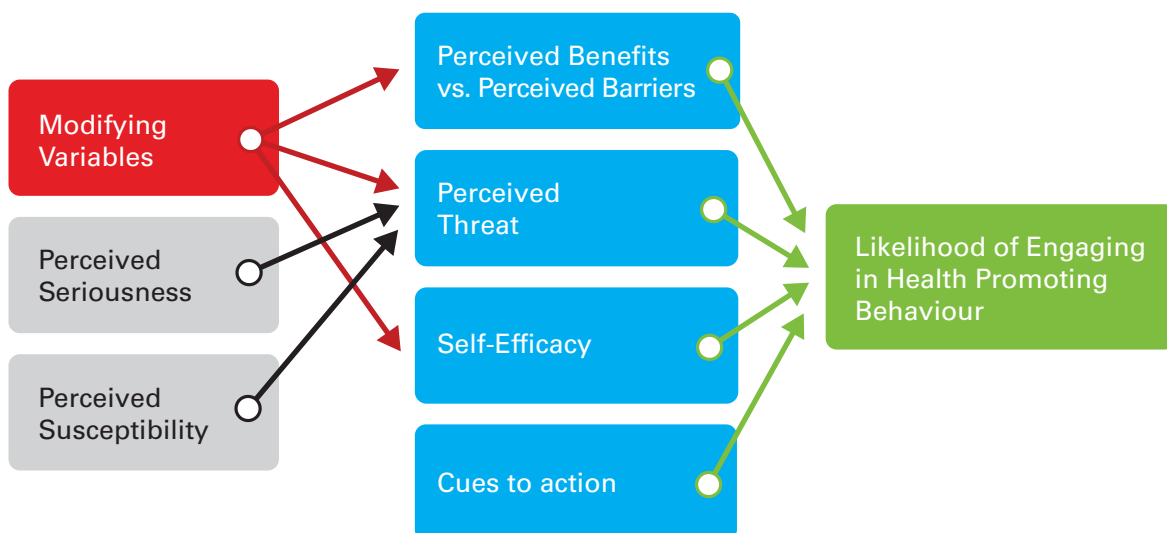 Modifying
Variables
Perceived
Seriousness
Perceived
Susceptibility
Perceived Benefits
vs. Perceived Barriers
Perceived
Threat
Self-Efficacy
Cues to action
Likelihood of Engaging
in Health Promoting
Behaviour